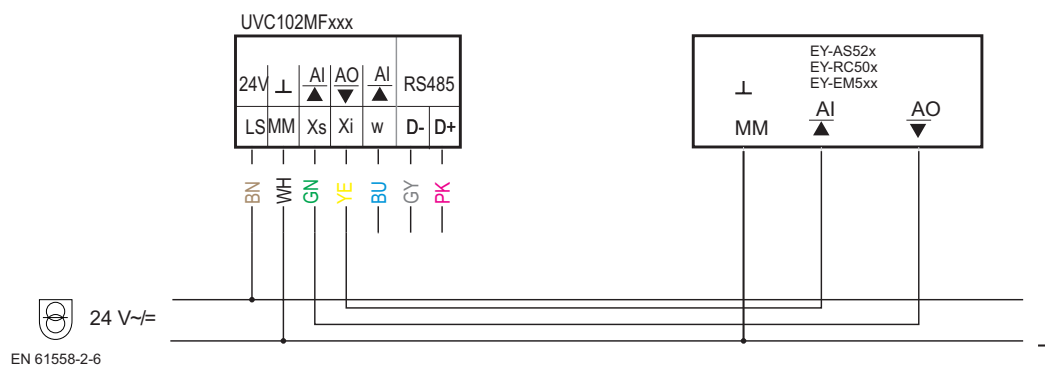 UVC102MFxxx
24V ⊥ AI AO AI RS485
LS MM Xs Xi w D- D+
BN WH GN YE BU GY PK
EY-AS52x
EY-RC50x
EY-EM5xx
⊥ AI AO
MM
24 V~/=
EN 61558-2-6